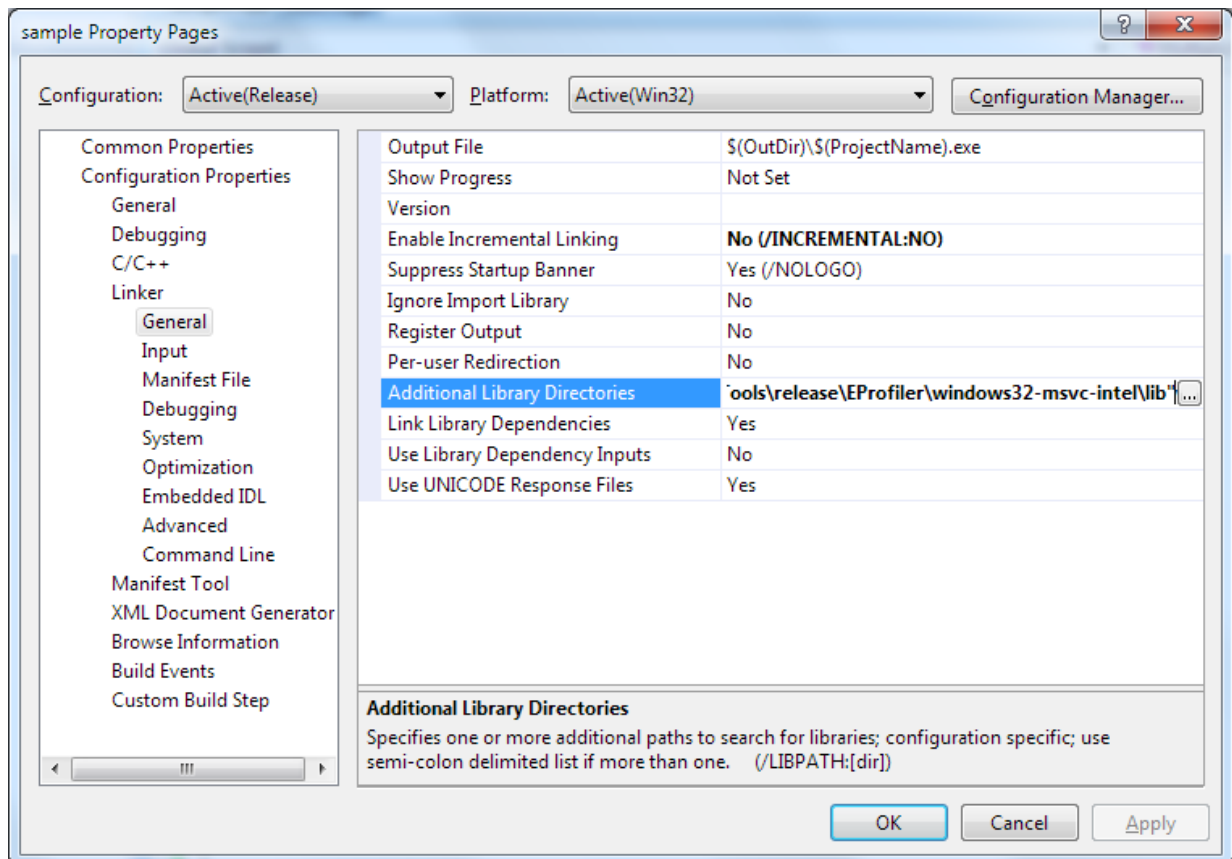 sample Property Pages
Configuration: Active(Release) Platform: Active(Win32) Configuration Manager...
Common Properties
Configuration Properties
General
Debugging
C/C++
Linker
General
Input
Manifest File
Debugging
System
Optimization
Embedded IDL
Advanced
Command Line
Manifest Tool
XML Document Generator
Browse Information
Build Events
Custom Build Step
Output File $(OutDir)\$(ProjectName).exe
Show Progress Not Set
Version
Enable Incremental Linking No (/INCREMENTAL:NO)
Suppress Startup Banner Yes (/NOLOGO)
Ignore Import Library No
Register Output No
Per-user Redirection No
Additional Library Directories ools\release\EProfiler\windows32-msvc-intel\lib" ...
Link Library Dependencies Yes
Use Library Dependency Inputs No
Use UNICODE Response Files Yes
Additional Library Directories
Specifies one or more additional paths to search for libraries; configuration specific; use
semi-colon delimited list if more than one. (/LIBPATH:[dir])
OK Cancel Apply